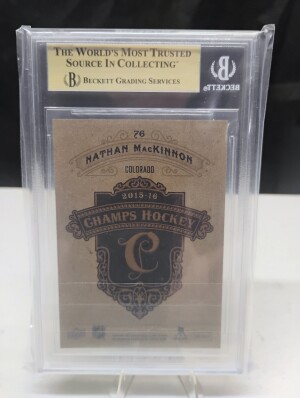 THE WORLD'S MOST TRUSTED
SOURCE IN COLLECTING™
B BECKETT GRADING SERVICES
BECKETT®
76
NATHAN MACKINNON
COLORADO
2015-16
CHAMPS HOCKEY
C